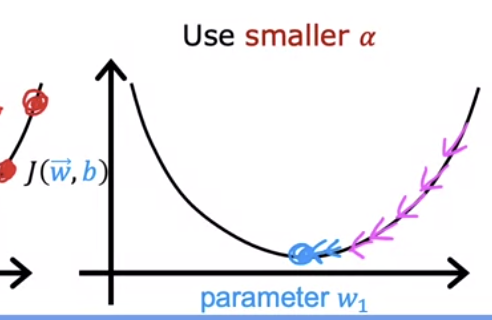 Use smaller α
J(w⃗, b)
parameter w₁